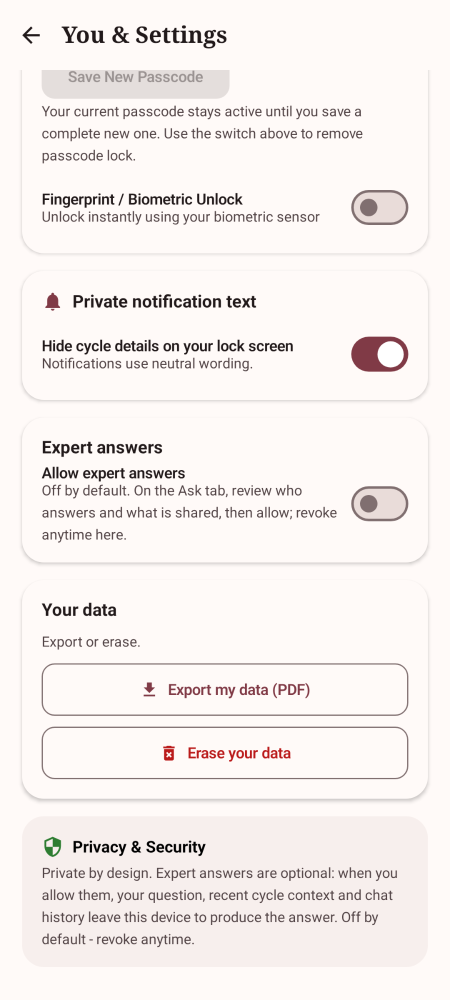 You & Settings
Save New Passcode
Your current passcode stays active until you save a
complete new one. Use the switch above to remove
passcode lock.
Fingerprint / Biometric Unlock
Unlock instantly using your biometric sensor
Private notification text
Hide cycle details on your lock screen
Notifications use neutral wording.
Expert answers
Allow expert answers
Off by default. On the Ask tab, review who
answers and what is shared, then allow; revoke
anytime here.
Your data
Export or erase.
Export my data (PDF)
Erase your data
Privacy & Security
Private by design. Expert answers are optional: when you
allow them, your question, recent cycle context and chat
history leave this device to produce the answer. Off by
default - revoke anytime.